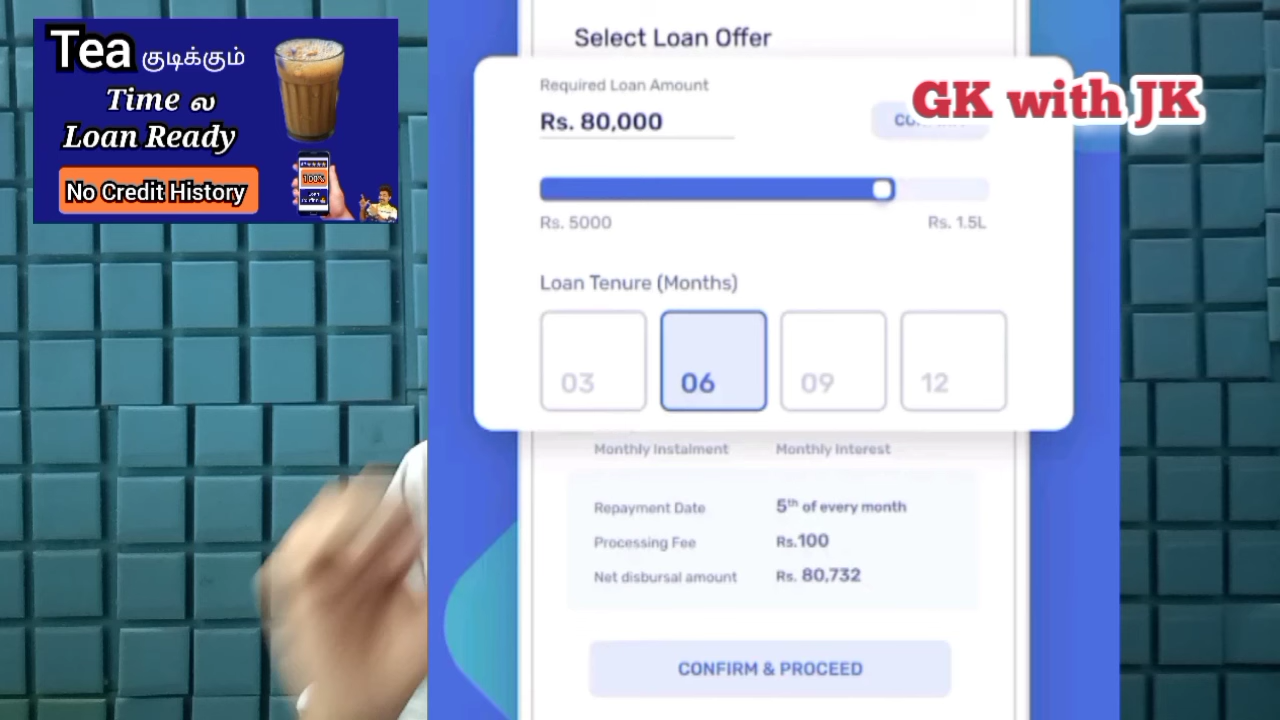 Tea குடிக்கும்
Time ல
Loan Ready
No Credit History
100%
Select Loan Offer
GK with JK
Required Loan Amount
Rs. 80,000
Rs. 5000
Rs. 1.5L
Loan Tenure (Months)
03
06
09
12
Monthly Instalment
Monthly Interest
Repayment Date
5th of every month
Processing Fee
Rs.100
Net disbursal amount
Rs. 80,732
CONFIRM & PROCEED